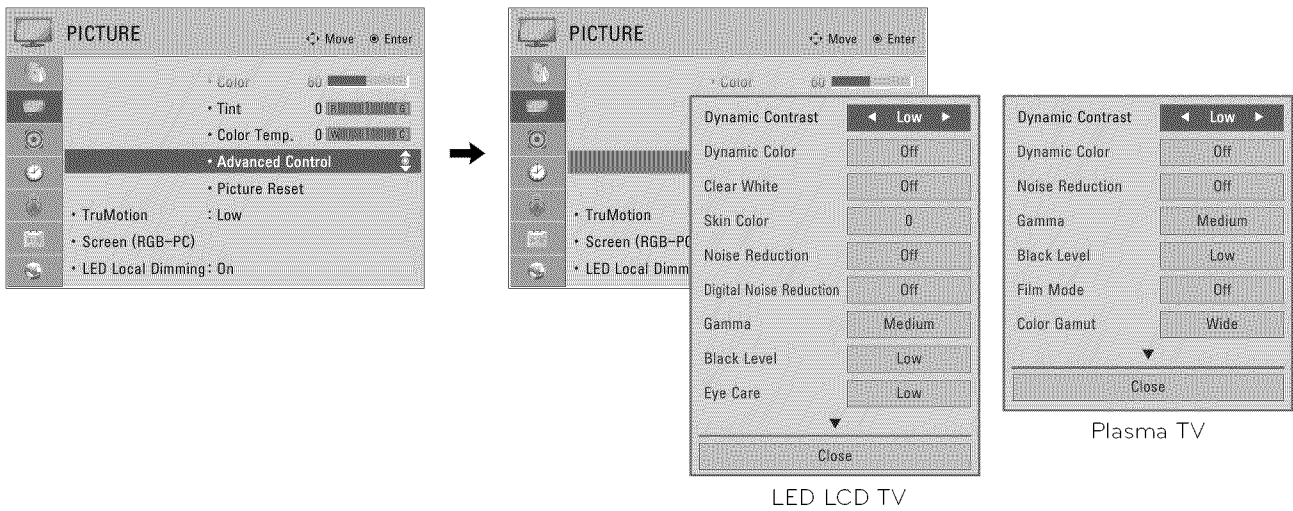 PICTURE
Move Enter
• Color 60
• Tint 0 R G
• Color Temp. 0 W C
• Advanced Control
• Picture Reset
• TruMotion : Low
• Screen (RGB-PC)
• LED Local Dimming : On
PICTURE
Move Enter
• Color 60
• TruMotion
• Screen (RGB-PC
• LED Local Dimm
Dynamic Contrast ◄ Low ►
Dynamic Color Off
Clear White Off
Skin Color 0
Noise Reduction Off
Digital Noise Reduction Off
Gamma Medium
Black Level Low
Eye Care Low
▼
Close
LED LCD TV
Dynamic Contrast ◄ Low ►
Dynamic Color Off
Noise Reduction Off
Gamma Medium
Black Level Low
Film Mode Off
Color Gamut Wide
▼
Close
Plasma TV